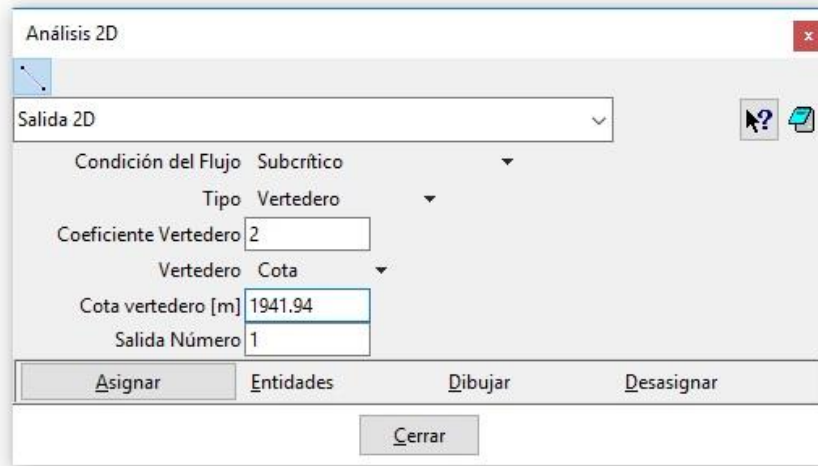 Análisis 2D
x
Salida 2D
?
Condición del Flujo Subcrítico
Tipo Vertedero
Coeficiente Vertedero 2
Vertedero Cota
Cota vertedero [m] 1941.94
Salida Número 1
Asignar Entidades Dibujar Desasignar
Cerrar